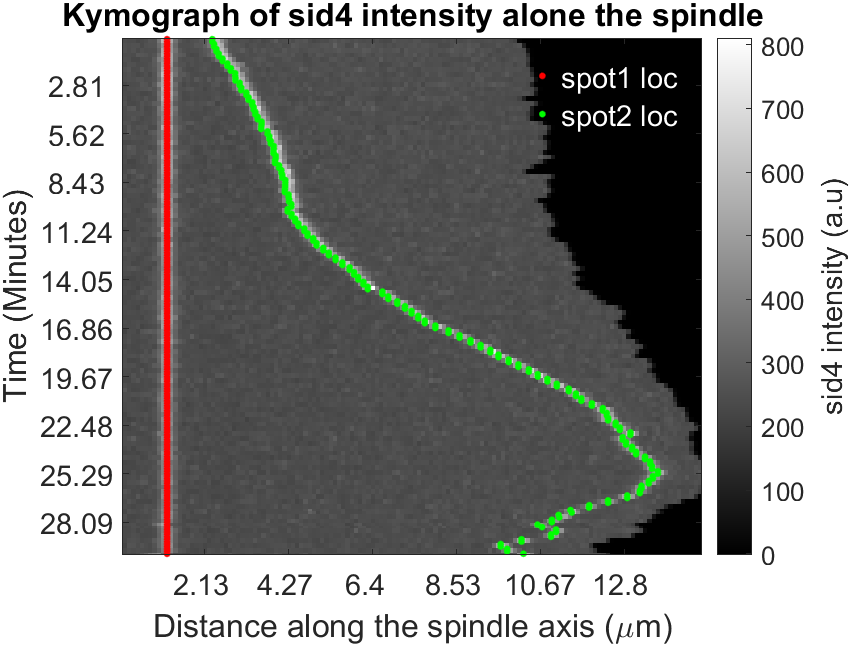 Kymograph of sid4 intensity alone the spindle
spot1 loc
spot2 loc
Time (Minutes)
2.81
5.62
8.43
11.24
14.05
16.86
19.67
22.48
25.29
28.09
2.13 4.27 6.4 8.53 10.67 12.8
Distance along the spindle axis (μm)
800
700
600
500
400
300
200
100
0
sid4 intensity (a.u)